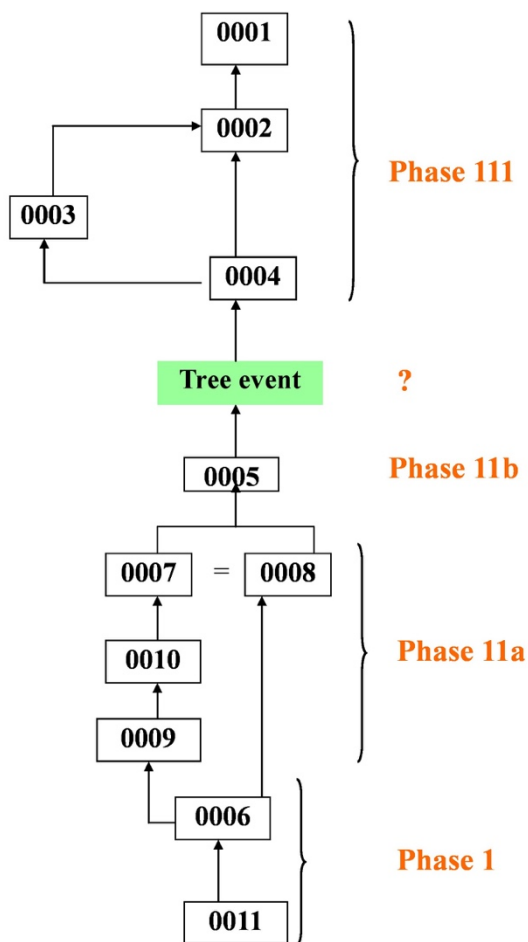 0001
0002
Phase 111
0003
0004
Tree event
?
0005
Phase 11b
0007 = 0008
0010
Phase 11a
0009
0006
Phase 1
0011